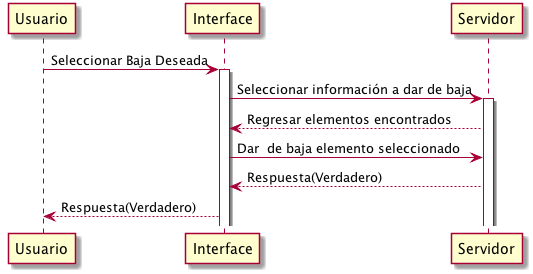 Usuario Interface Servidor
Seleccionar Baja Deseada
Seleccionar información a dar de baja
Regresar elementos encontrados
Dar  de baja elemento seleccionado
Respuesta(Verdadero)
Respuesta(Verdadero)
Usuario Interface Servidor